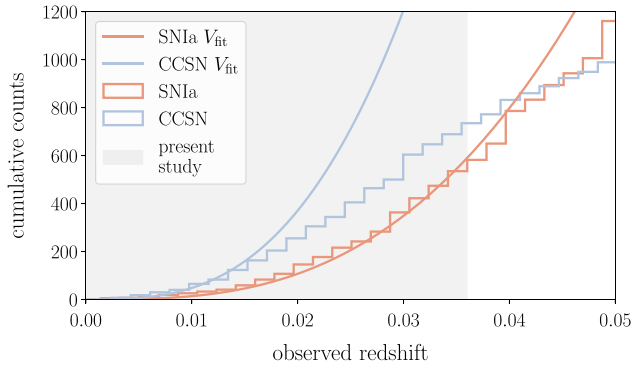 1200
1000
800
600
400
200
0
cumulative counts
SNIa V_fit
CCSN V_fit
SNIa
CCSN
present
study
0.00 0.01 0.02 0.03 0.04 0.05
observed redshift